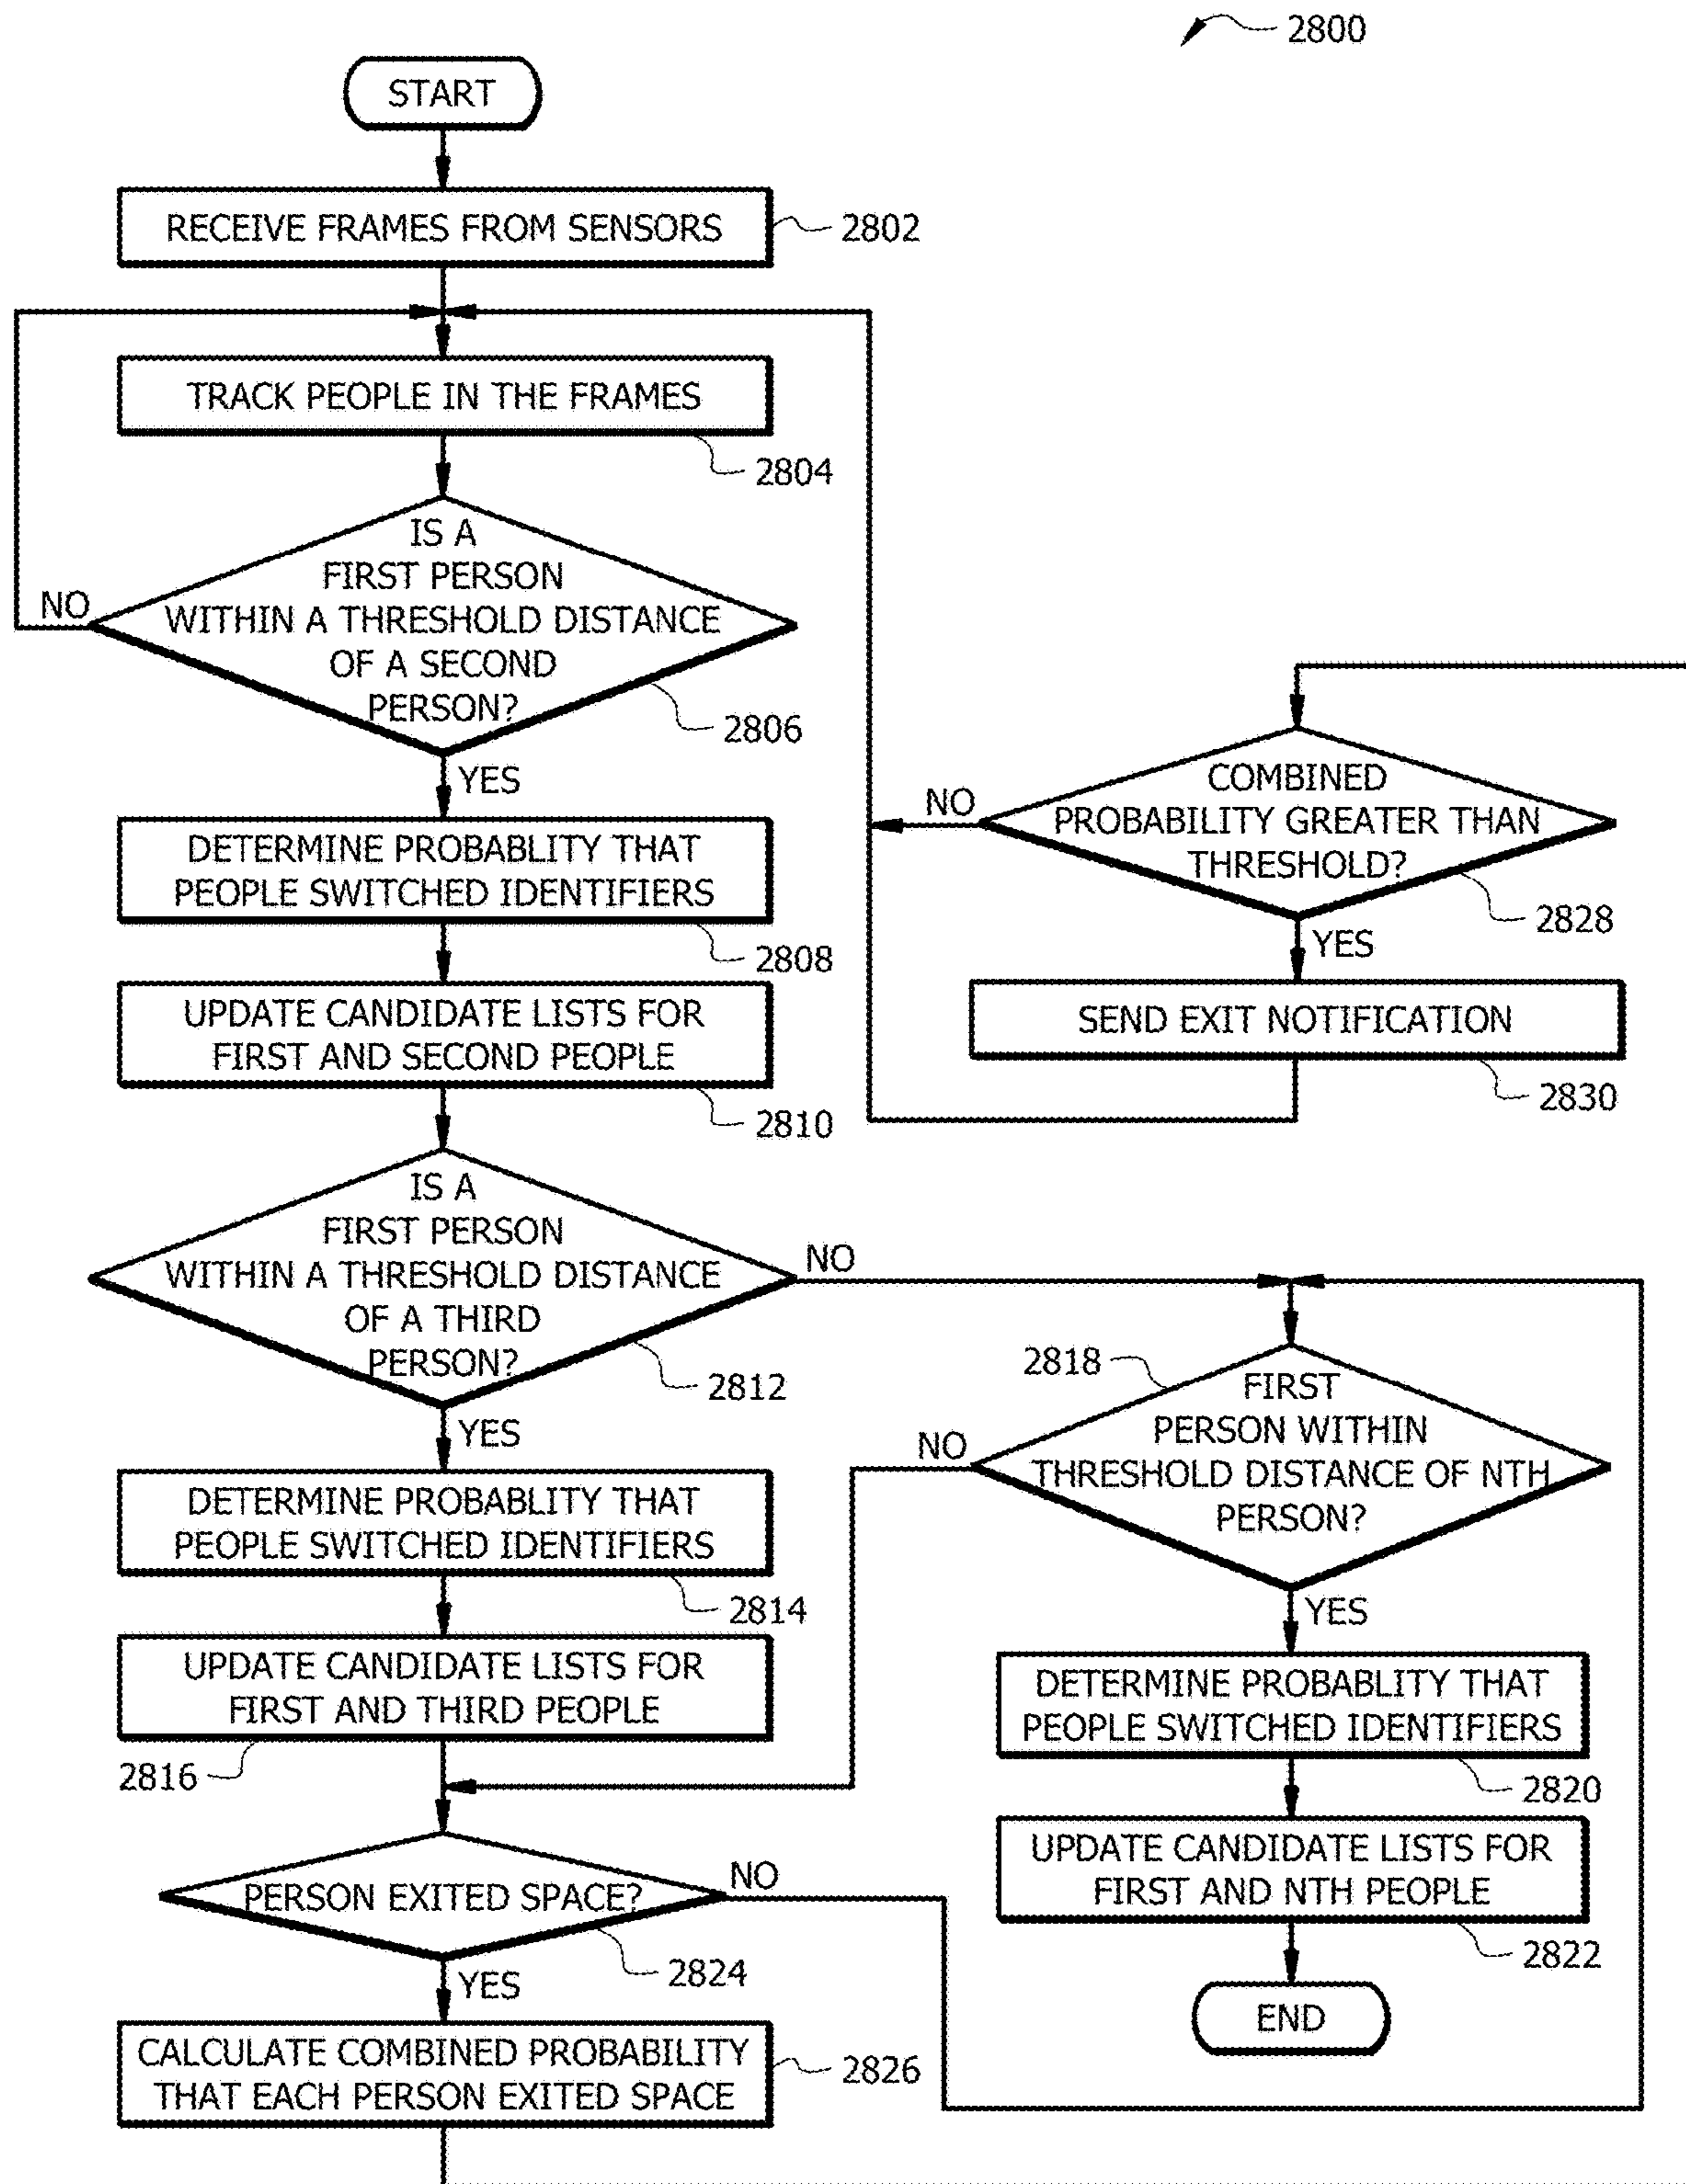 2800
START
RECEIVE FRAMES FROM SENSORS
2802
TRACK PEOPLE IN THE FRAMES
2804
IS A
FIRST PERSON
WITHIN A THRESHOLD DISTANCE
OF A SECOND
PERSON?
NO
2806
YES
DETERMINE PROBABLITY THAT
PEOPLE SWITCHED IDENTIFIERS
2808
UPDATE CANDIDATE LISTS FOR
FIRST AND SECOND PEOPLE
2810
IS A
FIRST PERSON
WITHIN A THRESHOLD DISTANCE
OF A THIRD
PERSON?
NO
2812
YES
DETERMINE PROBABLITY THAT
PEOPLE SWITCHED IDENTIFIERS
2814
UPDATE CANDIDATE LISTS FOR
FIRST AND THIRD PEOPLE
2816
PERSON EXITED SPACE?
NO
2824
YES
CALCULATE COMBINED PROBABILITY
THAT EACH PERSON EXITED SPACE
2826
COMBINED
PROBABILITY GREATER THAN
THRESHOLD?
NO
2828
YES
SEND EXIT NOTIFICATION
2830
2818
FIRST
PERSON WITHIN
THRESHOLD DISTANCE OF NTH
PERSON?
NO
YES
DETERMINE PROBABLITY THAT
PEOPLE SWITCHED IDENTIFIERS
2820
UPDATE CANDIDATE LISTS FOR
FIRST AND NTH PEOPLE
2822
END